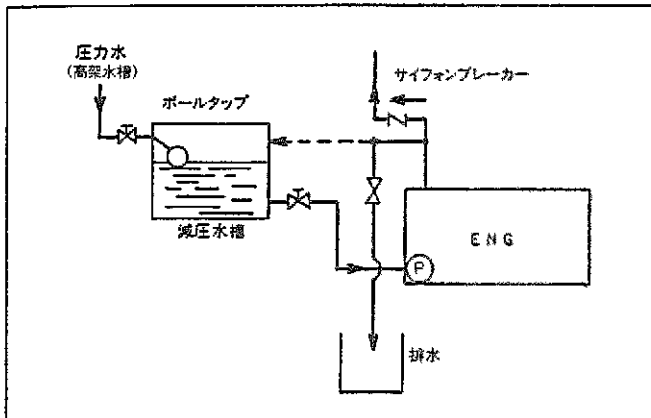 圧力水
(高架水槽)
ボールタップ
サイフォンブレーカー
減圧水槽
ENG
P
排水